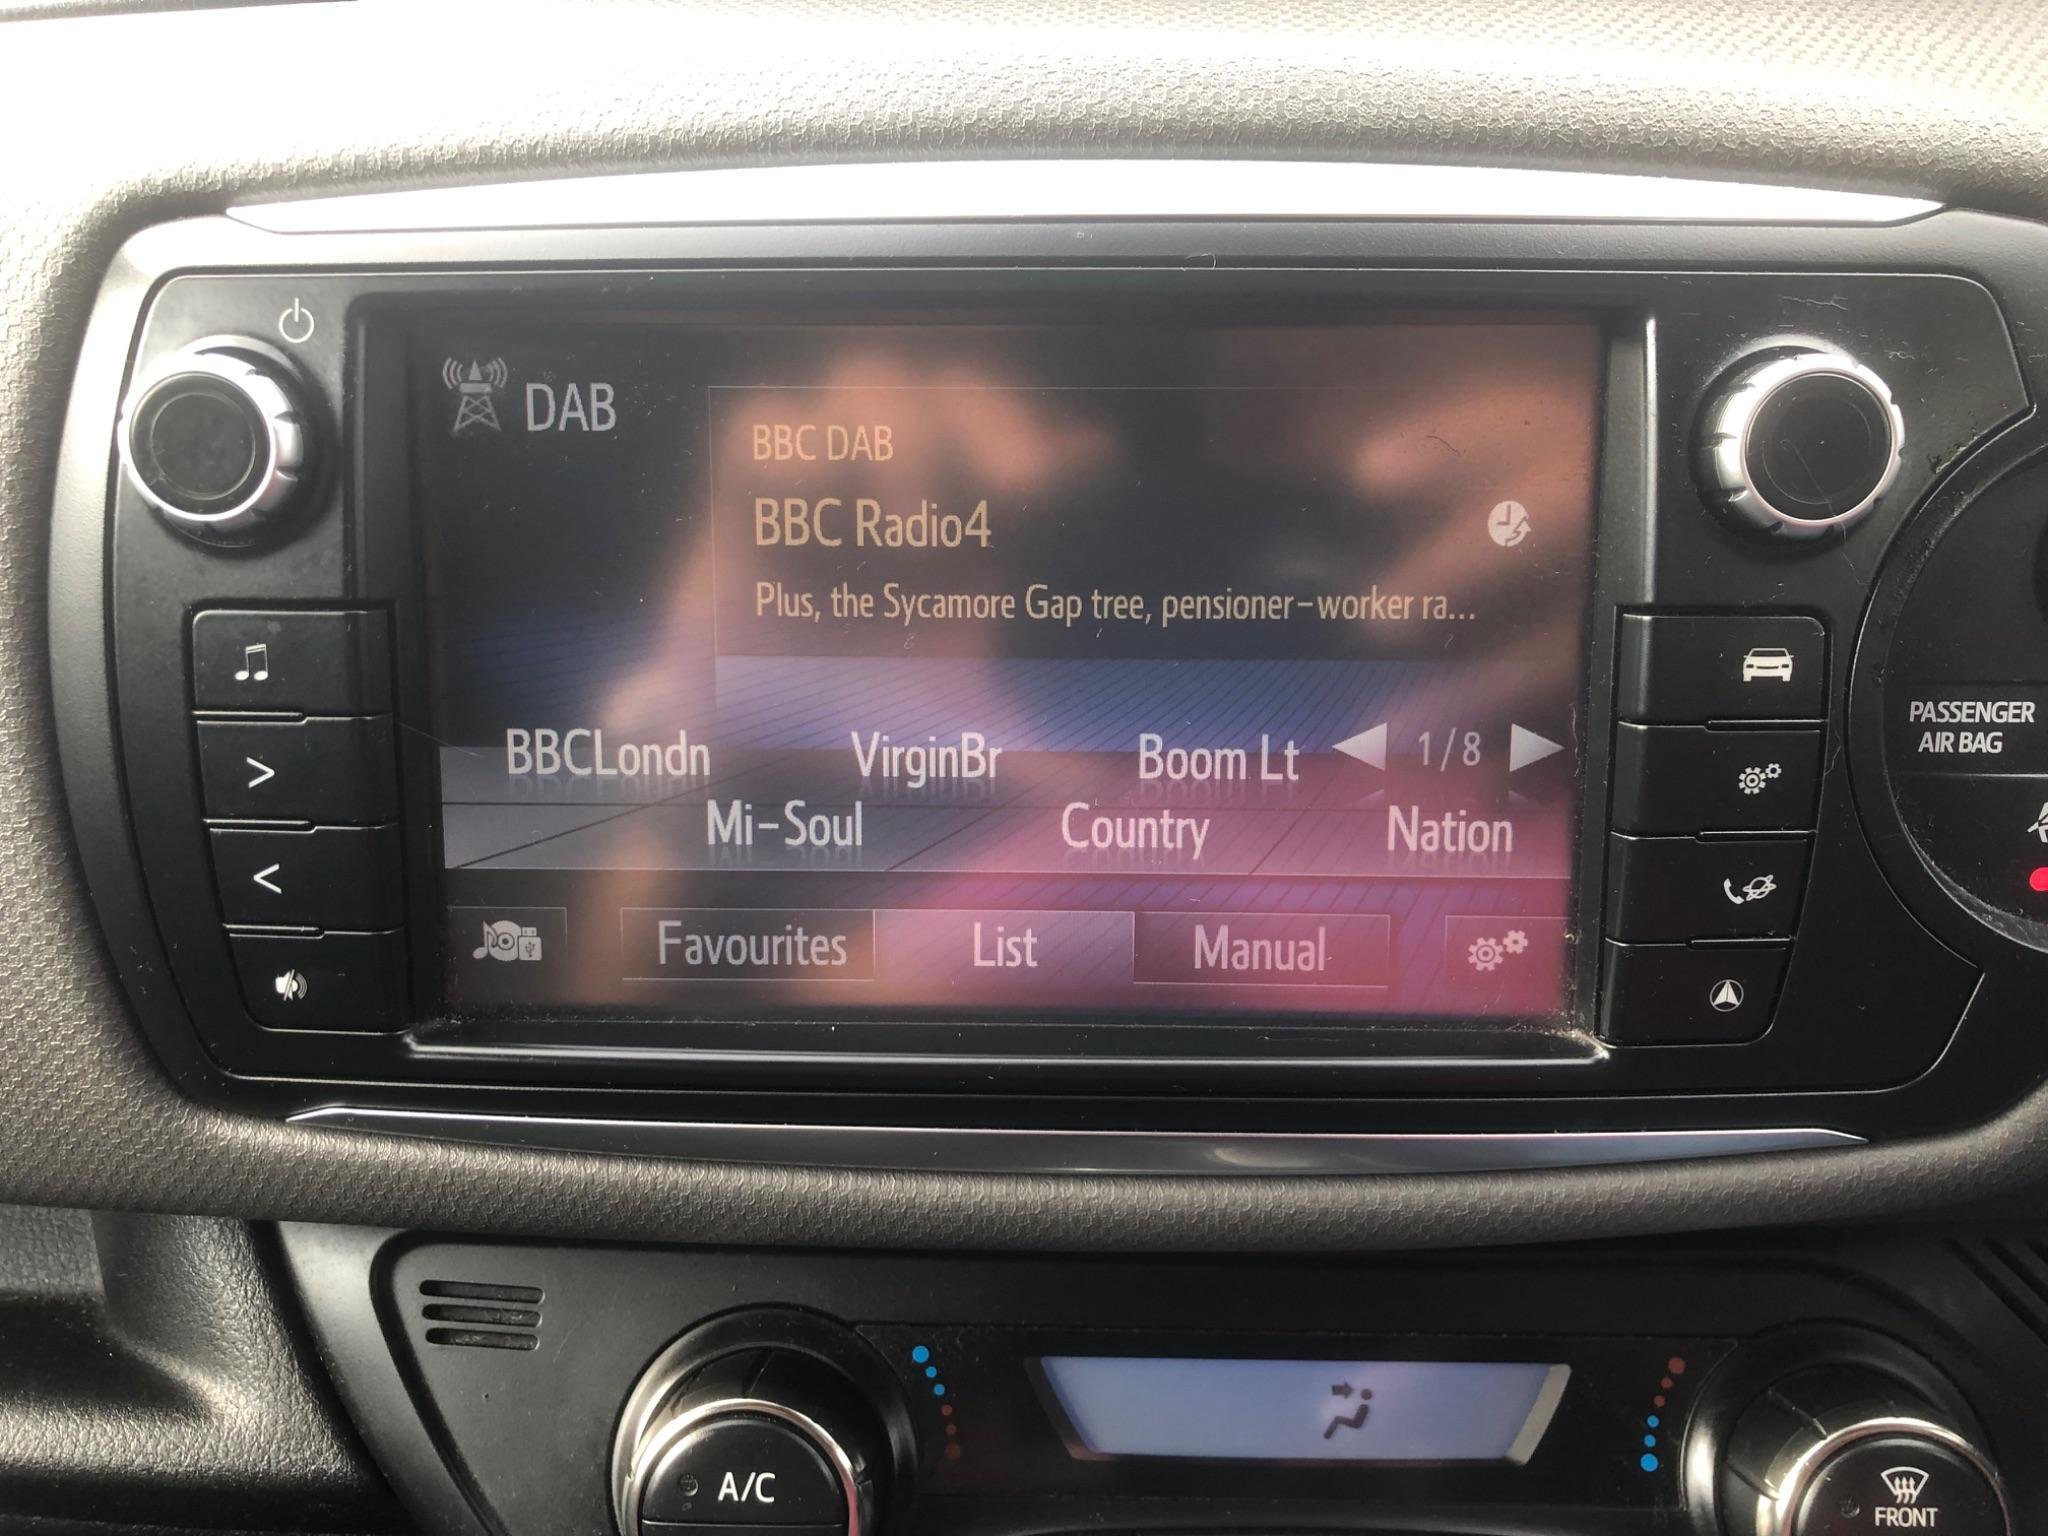 DAB
BBC DAB
BBC Radio4
Plus, the Sycamore Gap tree, pensioner-worker ra...
BBCLondn VirginBr Boom Lt 1/8
Mi-Soul Country Nation
Favourites List Manual
PASSENGER
AIR BAG
A/C
FRONT